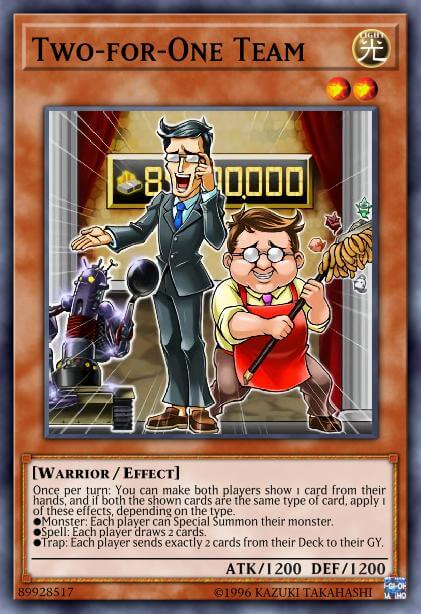 Two-for-One Team
LIGHT
光
[Warrior / Effect]
Once per turn: You can make both players show 1 card from their
hands, and if both the shown cards are the same type of card, apply 1
of these effects, depending on the type.
●Monster: Each player can Special Summon their monster.
●Spell: Each player draws 2 cards.
●Trap: Each player sends exactly 2 cards from their Deck to their GY.
ATK/1200 DEF/1200
89928517 ©1996 KAZUKI TAKAHASHI